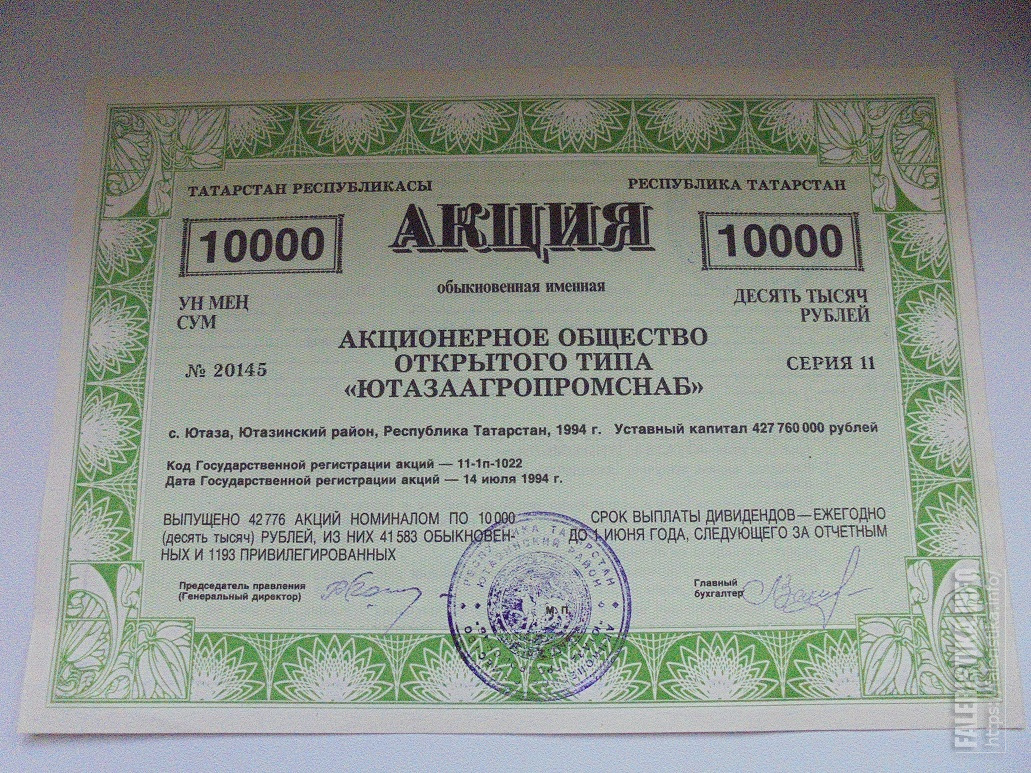 ТАТАРСТАН РЕСПУБЛИКАСЫ
РЕСПУБЛИКА ТАТАРСТАН
АКЦИЯ
10000
10000
обыкновенная именная
УН МЕҢ
СУМ
ДЕСЯТЬ ТЫСЯЧ
РУБЛЕЙ
АКЦИОНЕРНОЕ ОБЩЕСТВО
ОТКРЫТОГО ТИПА
«ЮТАЗААГРОПРОМСНАБ»
№ 20145
СЕРИЯ 11
с. Ютаза, Ютазинский район, Республика Татарстан, 1994 г. Уставный капитал 427 760 000 рублей
Код Государственной регистрации акций — 11-1п-1022
Дата Государственной регистрации акций — 14 июля 1994 г.
ВЫПУЩЕНО 42 776 АКЦИЙ НОМИНАЛОМ ПО 10 000
(десять тысяч) РУБЛЕЙ, ИЗ НИХ 41 583 ОБЫКНОВЕН-
НЫХ И 1193 ПРИВИЛЕГИРОВАННЫХ
СРОК ВЫПЛАТЫ ДИВИДЕНДОВ — ЕЖЕГОДНО
ДО 1 ИЮНЯ ГОДА, СЛЕДУЮЩЕГО ЗА ОТЧЕТНЫМ
Председатель правления
(Генеральный директор)
Главный
бухгалтер
М. П.
РЕСПУБЛИКА ТАТАРСТАН
ЮТАЗИНСКИЙ РАЙОН
FALERISTIKA.INFO